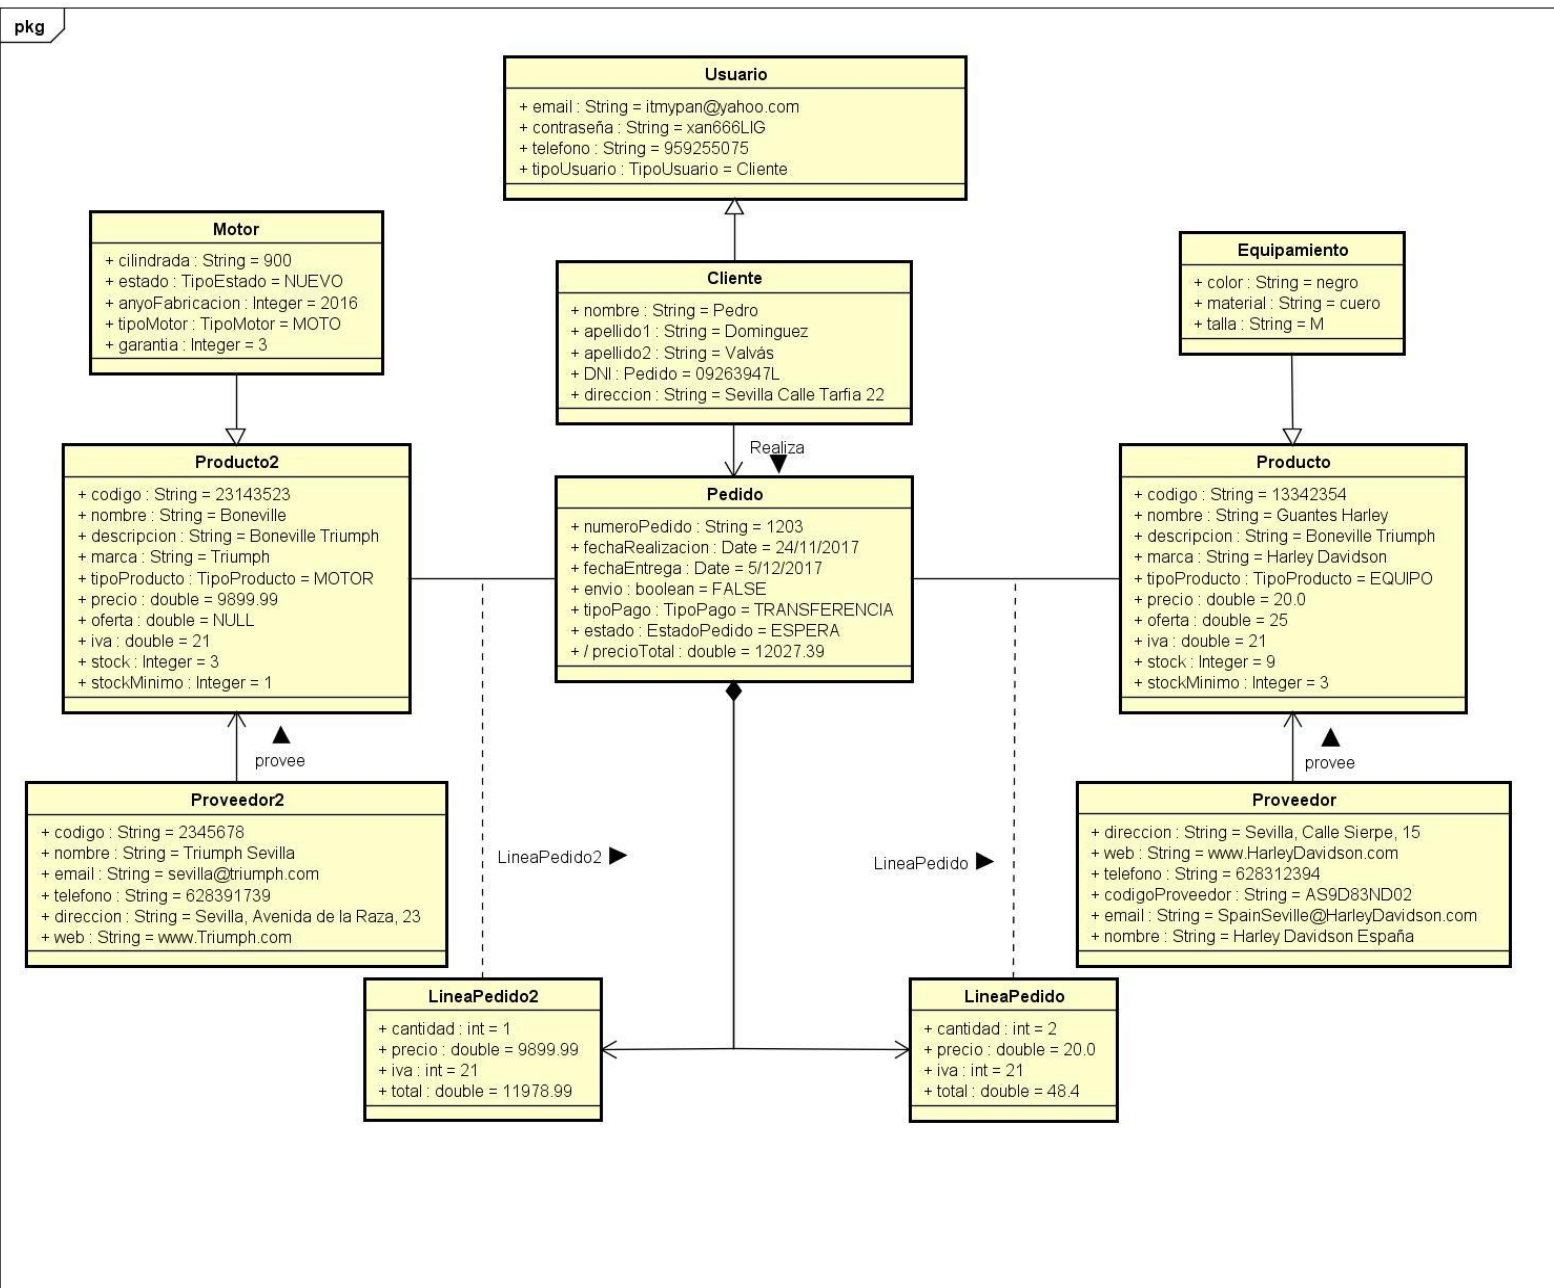 pkg
Usuario
+ email : String = itmypan@yahoo.com
+ contraseña : String = xan666LIG
+ telefono : String = 959255075
+ tipoUsuario : TipoUsuario = Cliente
Motor
+ cilindrada : String = 900
+ estado : TipoEstado = NUEVO
+ anyoFabricacion : Integer = 2016
+ tipoMotor : TipoMotor = MOTO
+ garantia : Integer = 3
Cliente
+ nombre : String = Pedro
+ apellido1 : String = Dominguez
+ apellido2 : String = Valvás
+ DNI : Pedido = 09263947L
+ direccion : String = Sevilla Calle Tarfia 22
Equipamiento
+ color : String = negro
+ material : String = cuero
+ talla : String = M
Realiza
Producto2
+ codigo : String = 23143523
+ nombre : String = Boneville
+ descripcion : String = Boneville Triumph
+ marca : String = Triumph
+ tipoProducto : TipoProducto = MOTOR
+ precio : double = 9899.99
+ oferta : double = NULL
+ iva : double = 21
+ stock : Integer = 3
+ stockMinimo : Integer = 1
Pedido
+ numeroPedido : String = 1203
+ fechaRealizacion : Date = 24/11/2017
+ fechaEntrega : Date = 5/12/2017
+ envio : boolean = FALSE
+ tipoPago : TipoPago = TRANSFERENCIA
+ estado : EstadoPedido = ESPERA
+ / precioTotal : double = 12027.39
Producto
+ codigo : String = 13342354
+ nombre : String = Guantes Harley
+ descripcion : String = Boneville Triumph
+ marca : String = Harley Davidson
+ tipoProducto : TipoProducto = EQUIPO
+ precio : double = 20.0
+ oferta : double = 25
+ iva : double = 21
+ stock : Integer = 9
+ stockMinimo : Integer = 3
provee
provee
Proveedor2
+ codigo : String = 2345678
+ nombre : String = Triumph Sevilla
+ email : String = sevilla@triumph.com
+ telefono : String = 628391739
+ direccion : String = Sevilla, Avenida de la Raza, 23
+ web : String = www.Triumph.com
LineaPedido2
LineaPedido
Proveedor
+ direccion : String = Sevilla, Calle Sierpe, 15
+ web : String = www.HarleyDavidson.com
+ telefono : String = 628312394
+ codigoProveedor : String = AS9D83ND02
+ email : String = SpainSeville@HarleyDavidson.com
+ nombre : String = Harley Davidson España
LineaPedido2
+ cantidad : int = 1
+ precio : double = 9899.99
+ iva : int = 21
+ total : double = 11978.99
LineaPedido
+ cantidad : int = 2
+ precio : double = 20.0
+ iva : int = 21
+ total : double = 48.4